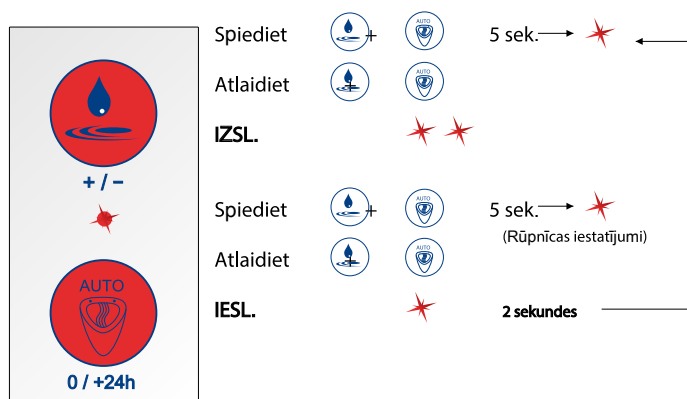 Spiediet + AUTO 5 sek.
Atlaidiet + AUTO
IZSL.
+ / −
Spiediet + AUTO 5 sek.
(Rūpnīcas iestatījumi)
Atlaidiet + AUTO
AUTO
IESL. 2 sekundes
0 / +24h